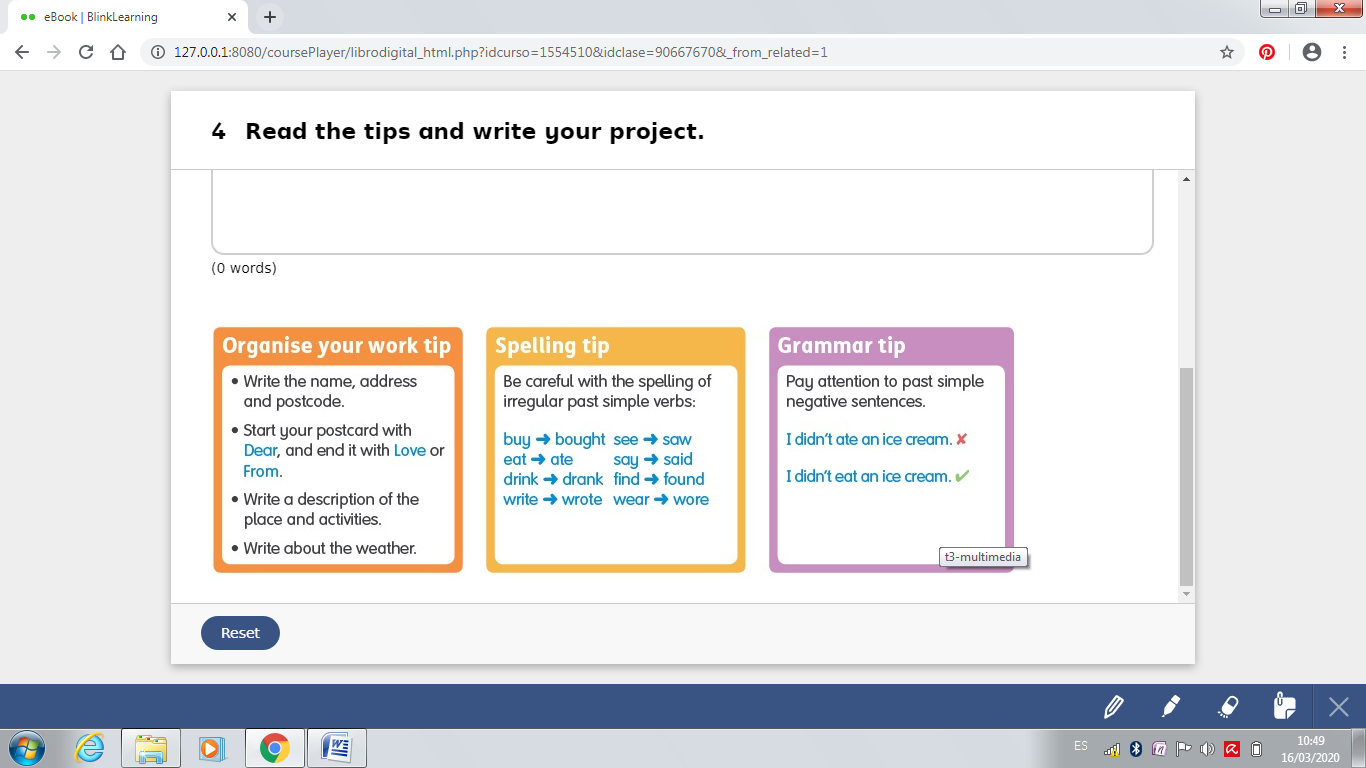 eBook | BlinkLearning
127.0.0.1:8080/coursePlayer/librodigital_html.php?idcurso=1554510&idclase=90667670&_from_related=1
4 Read the tips and write your project.
(0 words)
Organise your work tip
• Write the name, address
and postcode.
• Start your postcard with
Dear, and end it with Love or
From.
• Write a description of the
place and activities.
• Write about the weather.
Spelling tip
Be careful with the spelling of
irregular past simple verbs:
buy ➜ bought see ➜ saw
eat ➜ ate say ➜ said
drink ➜ drank find ➜ found
write ➜ wrote wear ➜ wore
Grammar tip
Pay attention to past simple
negative sentences.
I didn't ate an ice cream. ✘
I didn't eat an ice cream. ✔
t3-multimedia
Reset
ES
10:49
16/03/2020